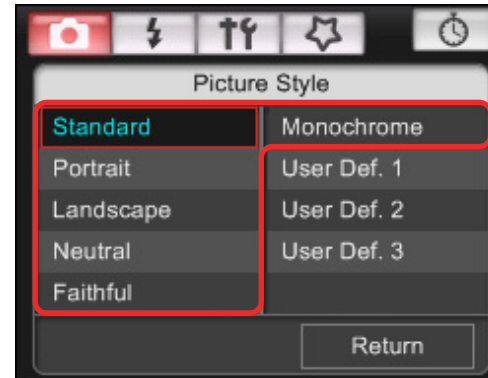 Picture Style
Standard
Monochrome
Portrait
User Def. 1
Landscape
User Def. 2
Neutral
User Def. 3
Faithful
Return